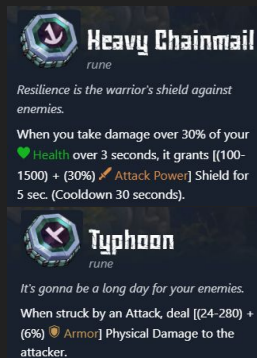 Heavy Chainmail
rune
Resilience is the warrior's shield against
enemies.
When you take damage over 30% of your
Health over 3 seconds, it grants [(100-
1500) + (30%) Attack Power] Shield for
5 sec. (Cooldown 30 seconds).
Typhoon
rune
It's gonna be a long day for your enemies.
When struck by an Attack, deal [(24-280) +
(6%) Armor] Physical Damage to the
attacker.